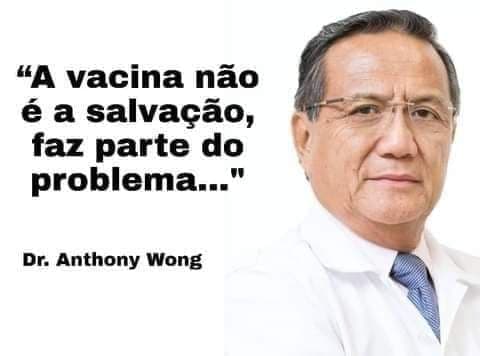 “A vacina não
é a salvação,
faz parte do
problema..."
Dr. Anthony Wong